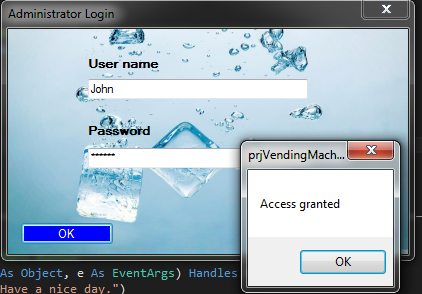 Administrator Login
User name
John
Password
******
prjVendingMach...
Access granted
OK
OK
As Object, e As EventArgs) Handles
Have a nice day.")